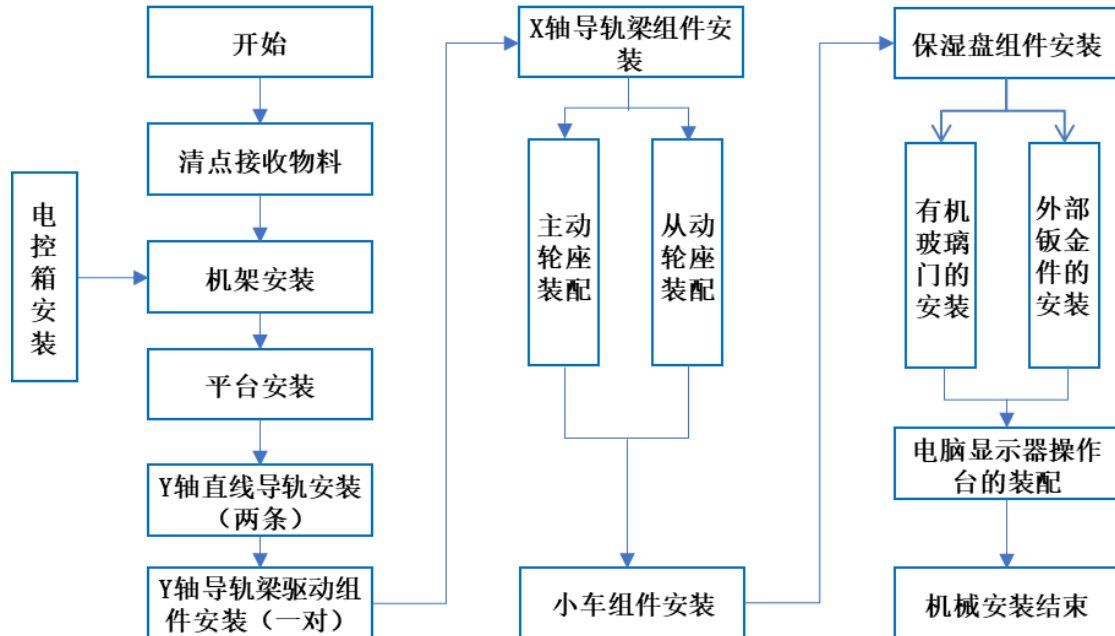 开始
清点接收物料
电
控
箱
安
装
机架安装
平台安装
Y轴直线导轨安装
（两条）
Y轴导轨梁驱动组
件安装（一对）
X轴导轨梁组件安
装
主动
轮座
装配
从动
轮座
装配
小车组件安装
保湿盘组件安装
有机
玻璃
门的
安装
外部
钣金
件的
安装
电脑显示器操作
台的装配
机械安装结束